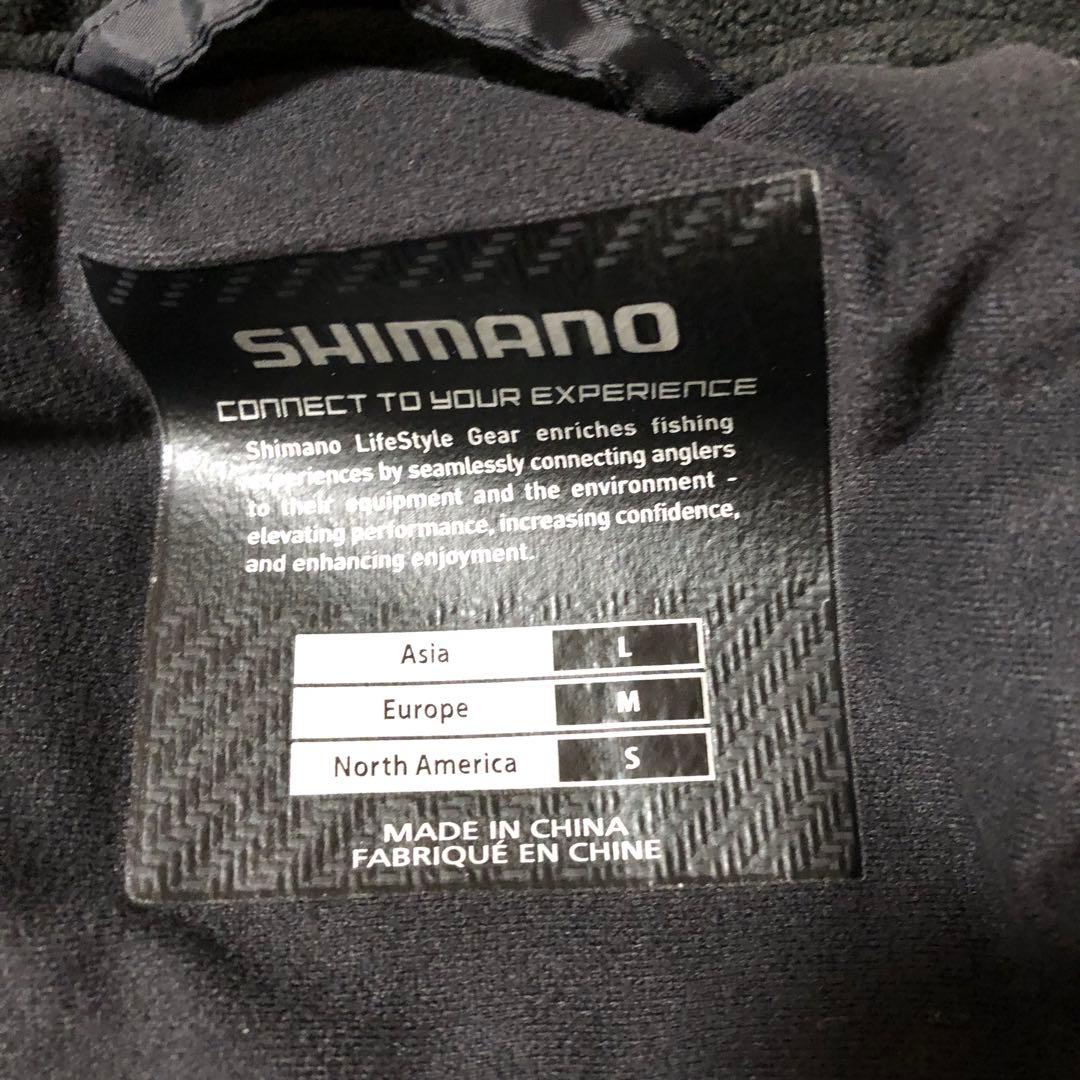 SHIMANO
CONNECT TO YOUR EXPERIENCE
Shimano LifeStyle Gear enriches fishing
experiences by seamlessly connecting anglers
to their equipment and the environment -
elevating performance, increasing confidence,
and enhancing enjoyment.
Asia L
Europe M
North America S
MADE IN CHINA
FABRIQUÉ EN CHINE